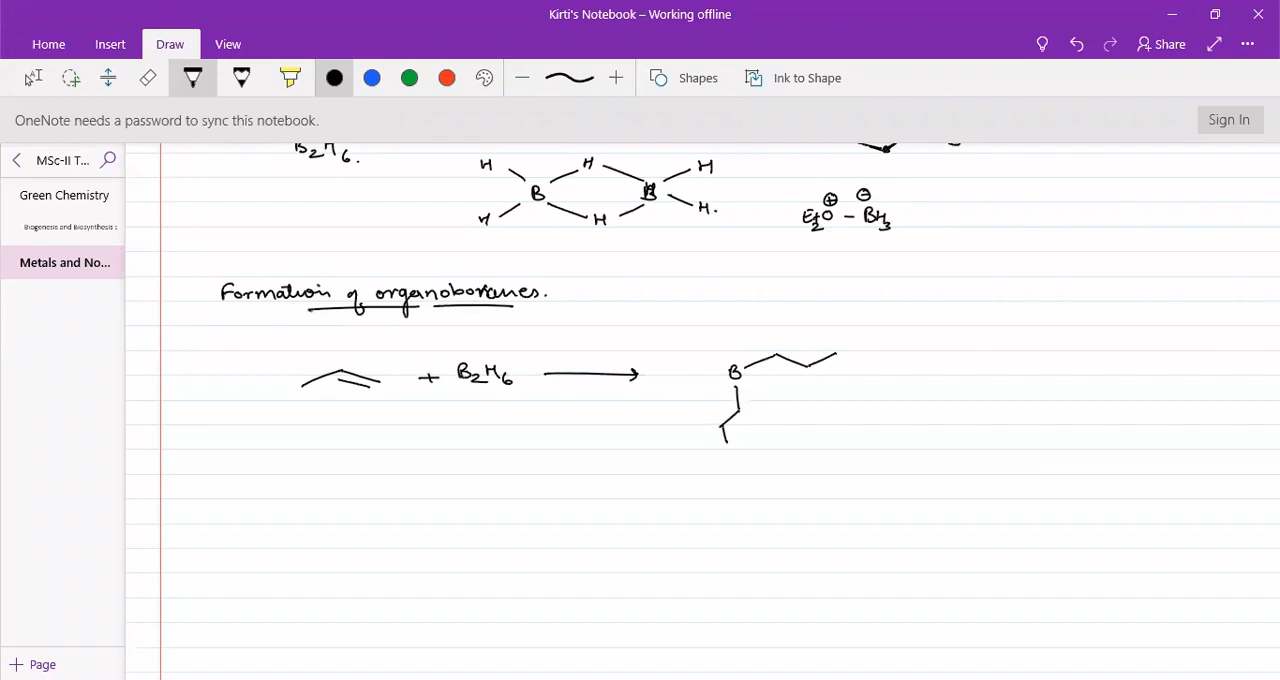 Kirti's Notebook – Working offline
Home Insert Draw View
Share
Shapes Ink to Shape
OneNote needs a password to sync this notebook.
Sign In
MSc-II T...
Green Chemistry
Biogenesis and Biosynthesis
Metals and No...
B2H6.
H H H
B B
H H H.
Et2O – BH3
⊕ ⊖
Formation of organoboranes.
+ B2H6 → B
+ Page